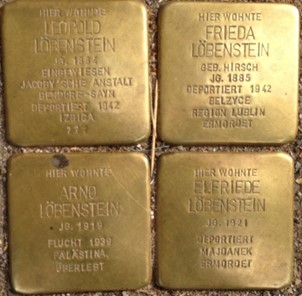 HIER WOHNTE
LEOPOLD
LÖBENSTEIN
JG. 1884
EINGEWIESEN
JACOBY'SCHE ANSTALT
BENDORF-SAYN
DEPORTIERT 1942
IZBICA
???
HIER WOHNTE
FRIEDA
LÖBENSTEIN
GEB. HIRSCH
JG. 1885
DEPORTIERT 1942
BELZYCE
REGION LUBLIN
ERMORDET
HIER WOHNTE
ARNO
LÖBENSTEIN
JG. 1919
FLUCHT 1939
PALÄSTINA
ÜBERLEBT
HIER WOHNTE
ELFRIEDE
LÖBENSTEIN
JG. 1921
DEPORTIERT
MAJDANEK
ERMORDET